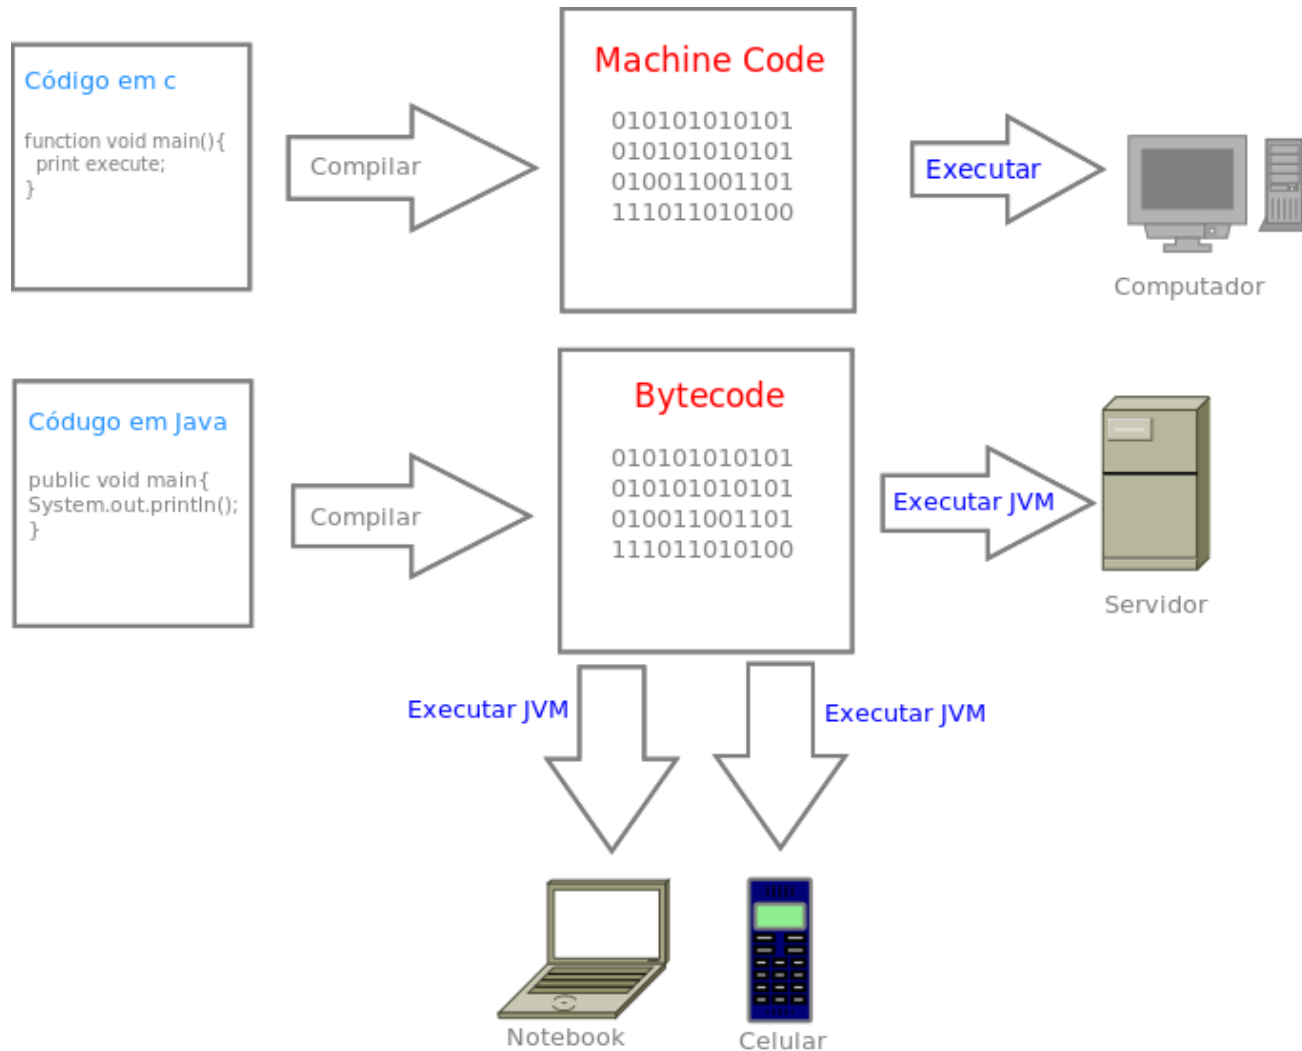 Código em c
function void main(){
print execute;
}
Compilar
Machine Code
010101010101
010101010101
010011001101
111011010100
Executar
Computador
Códugo em Java
public void main{
System.out.println();
}
Compilar
Bytecode
010101010101
010101010101
010011001101
111011010100
Executar JVM
Servidor
Executar JVM
Executar JVM
Notebook
Celular